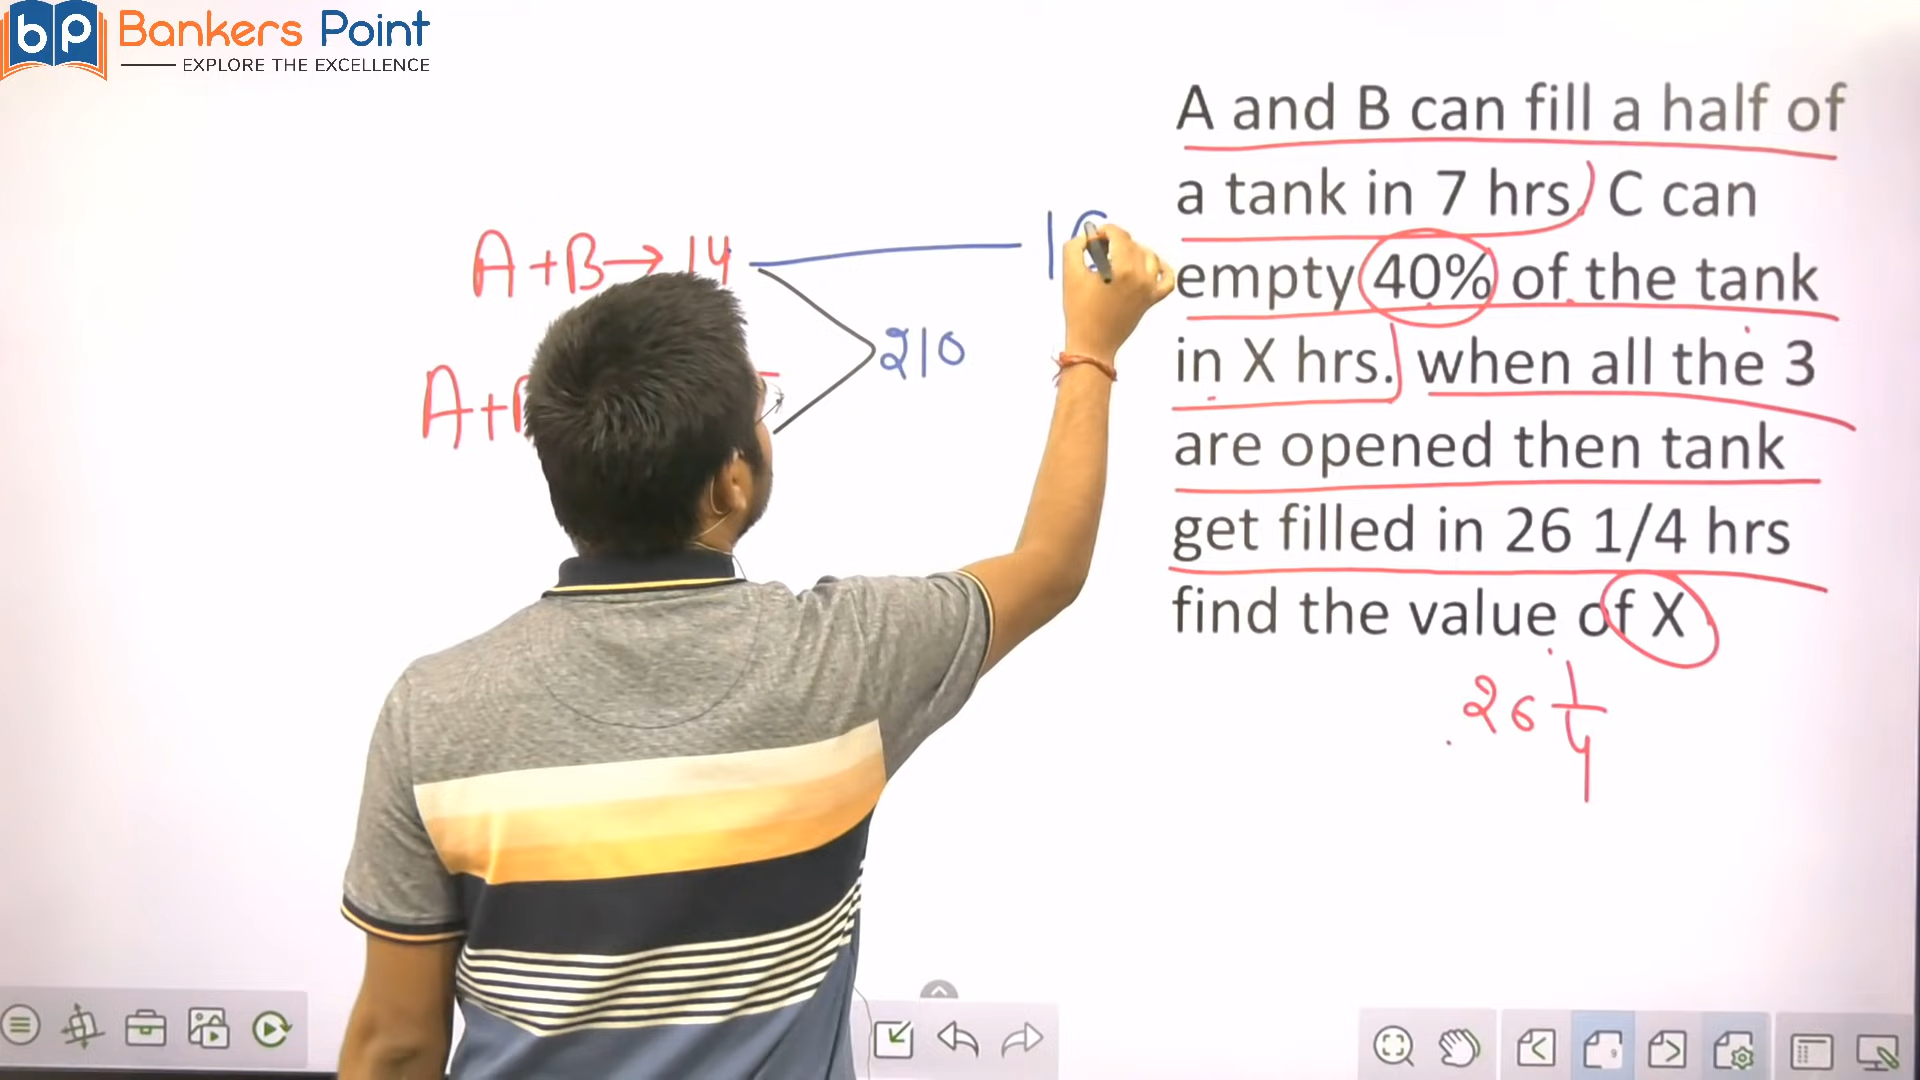 bp Bankers Point
EXPLORE THE EXCELLENCE
A and B can fill a half of
a tank in 7 hrs, C can
empty 40% of the tank
in X hrs. when all the 3
are opened then tank
get filled in 26 1/4 hrs
find the value of X
A+B→14
210
A+
26 1/4